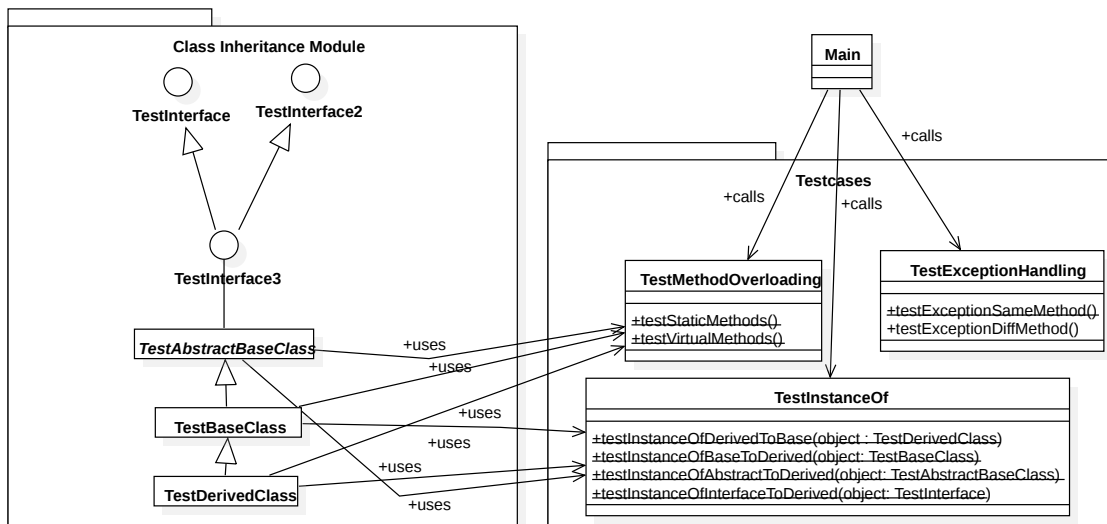 Class Inheritance Module
TestInterface
TestInterface2
TestInterface3
TestAbstractBaseClass
TestBaseClass
TestDerivedClass
+uses
+uses
+uses
+uses
+uses
+uses
Main
+calls
+calls
+calls
Testcases
TestMethodOverloading
+testStaticMethods()
+testVirtualMethods()
TestExceptionHandling
+testExceptionSameMethod()
+testExceptionDiffMethod()
TestInstanceOf
+testInstanceOfDerivedToBase(object : TestDerivedClass)
+testInstanceOfBaseToDerived(object: TestBaseClass)
+testInstanceOfAbstractToDerived(object: TestAbstractBaseClass)
+testInstanceOfInterfaceToDerived(object: TestInterface)